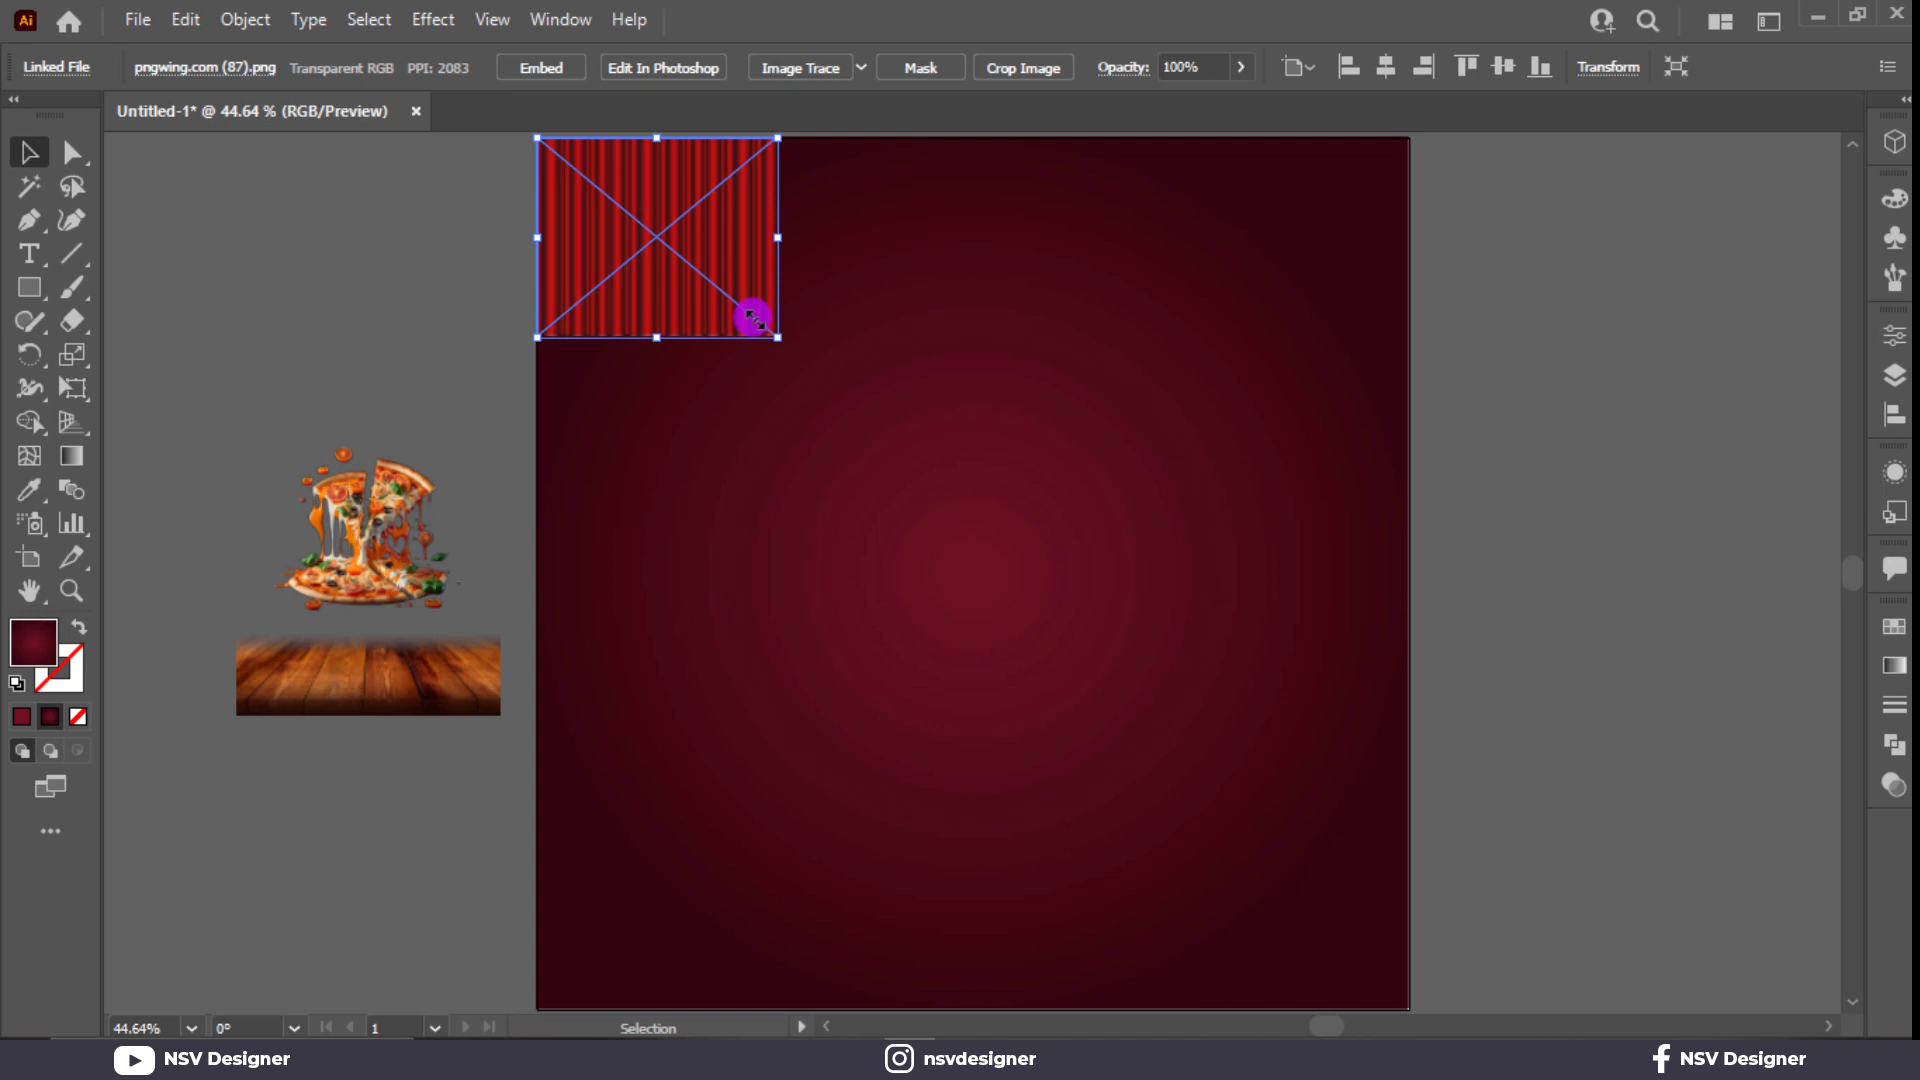 Ai
File Edit Object Type Select Effect View Window Help
Linked File pngwing.com (87).png Transparent RGB PPI: 2083 Embed Edit In Photoshop Image Trace Mask Crop Image Opacity: 100% Transform
Untitled-1* @ 44.64 % (RGB/Preview) ×
44.64% 0° 1 Selection
NSV Designer nsvdesigner NSV Designer